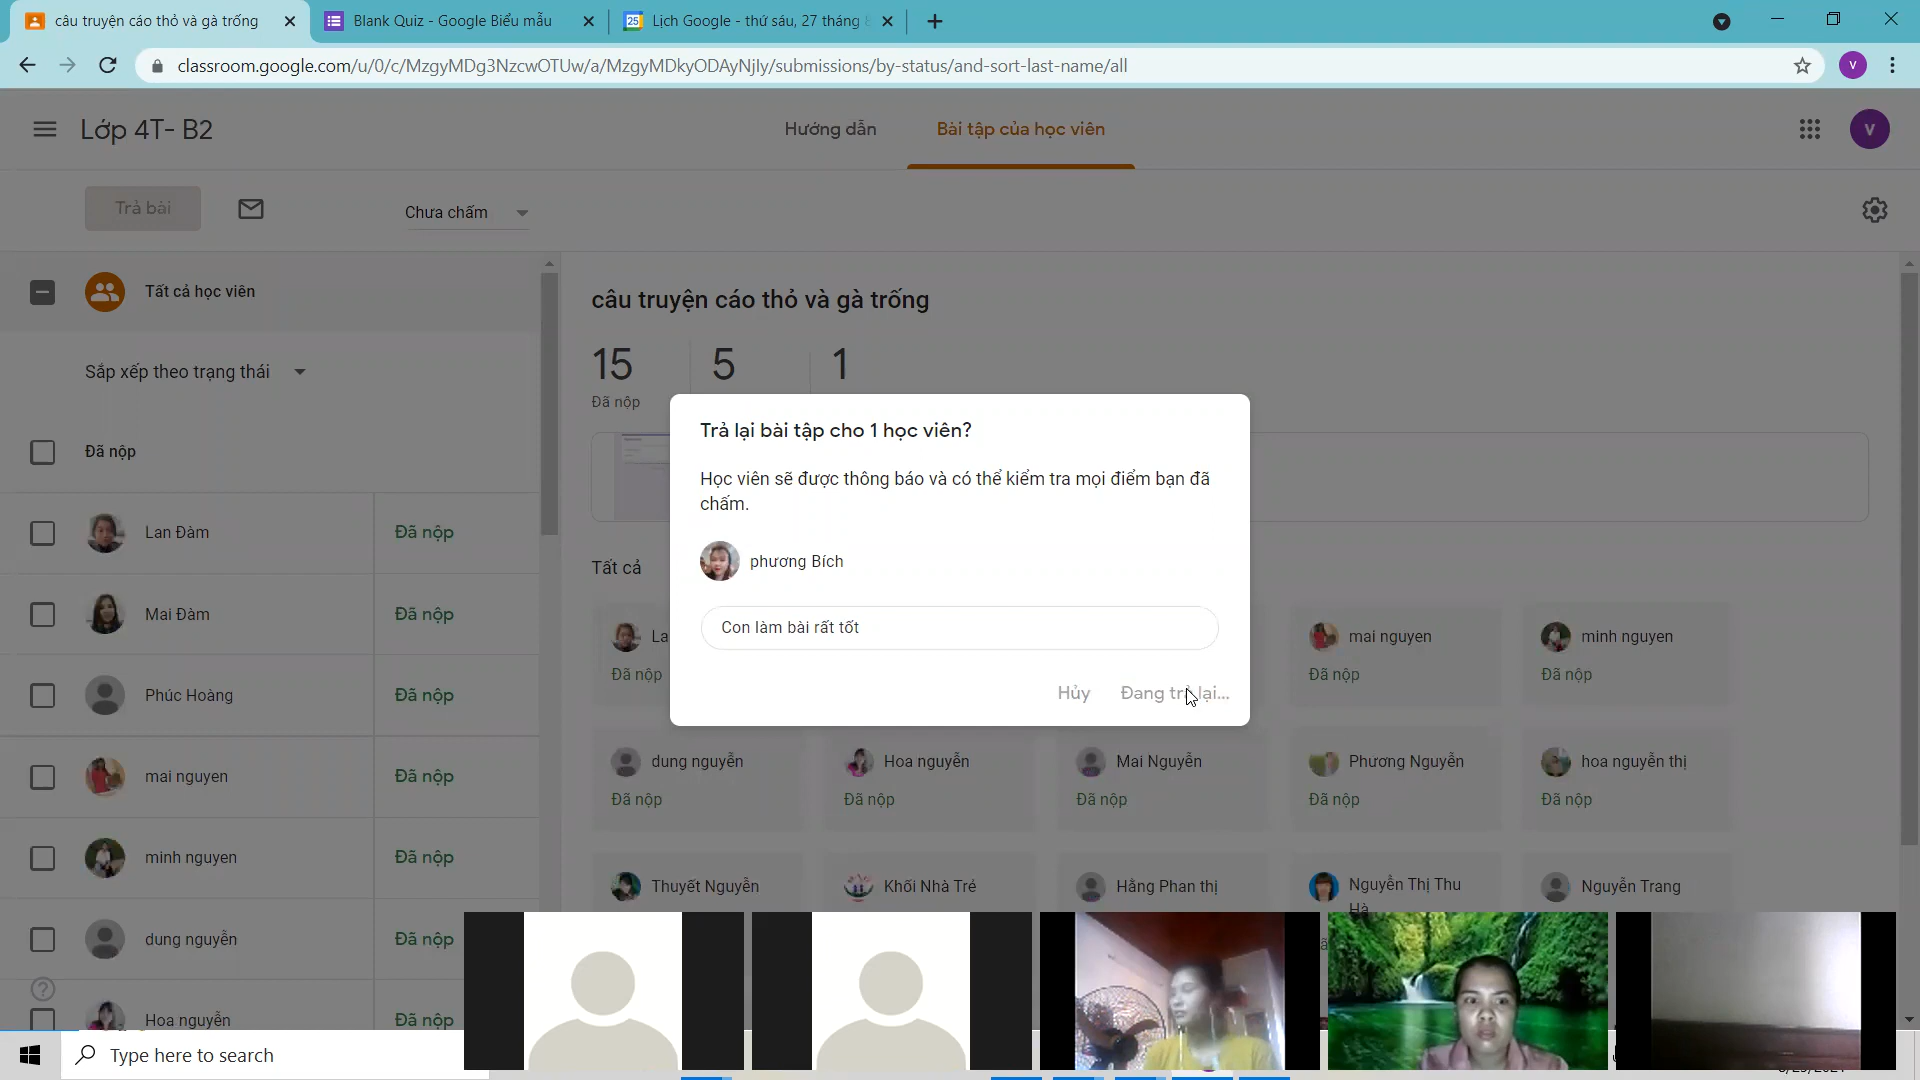 câu truyện cáo thỏ và gà trống
Blank Quiz - Google Biểu mẫu
Lịch Google - thứ sáu, 27 tháng
classroom.google.com/u/0/c/MzgyMDg3NzcwOTUw/a/MzgyMDkyODAyNjIy/submissions/by-status/and-sort-last-name/all
V
Lớp 4T- B2
Hướng dẫn
Bài tập của học viên
V
Trả bài
Chưa chấm
Tất cả học viên
Sắp xếp theo trạng thái
Đã nộp
Lan Đàm
Đã nộp
Mai Đàm
Đã nộp
Phúc Hoàng
Đã nộp
mai nguyen
Đã nộp
minh nguyen
Đã nộp
dung nguyễn
Đã nộp
Hoa nguyễn
Đã nộp
câu truyện cáo thỏ và gà trống
15
5
1
Đã nộp
Tất cả
Trả lại bài tập cho 1 học viên?
Học viên sẽ được thông báo và có thể kiểm tra mọi điểm bạn đã
chấm.
phương Bích
Con làm bài rất tốt
Hủy
Đang trả lại...
La
Đã nộp
mai nguyen
Đã nộp
minh nguyen
Đã nộp
dung nguyễn
Đã nộp
Hoa nguyễn
Đã nộp
Mai Nguyễn
Đã nộp
Phương Nguyễn
Đã nộp
hoa nguyễn thị
Đã nộp
Thuyết Nguyễn
Khối Nhà Trẻ
Hằng Phan thị
Nguyễn Thị Thu
Hà
Nguyễn Trang
Type here to search